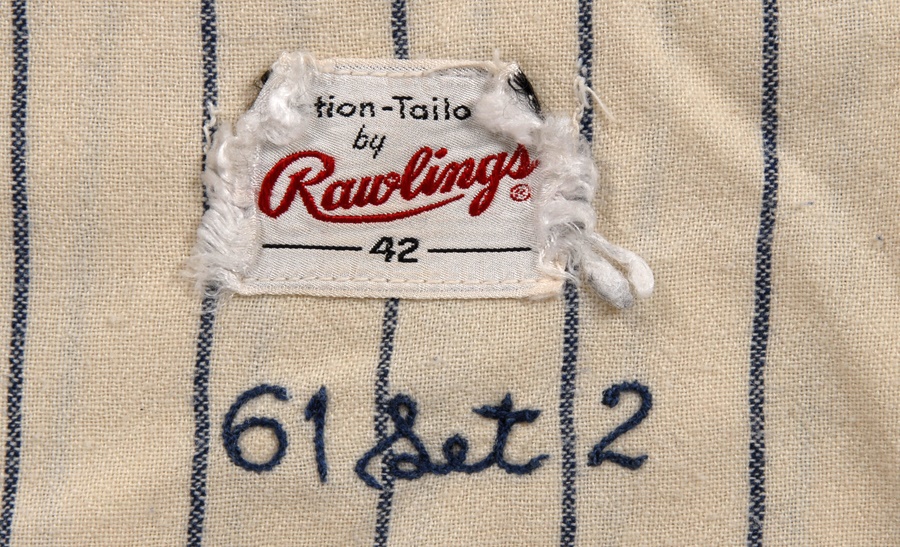 tion-Tailo
by
Rawlings ®
42
61 Set 2